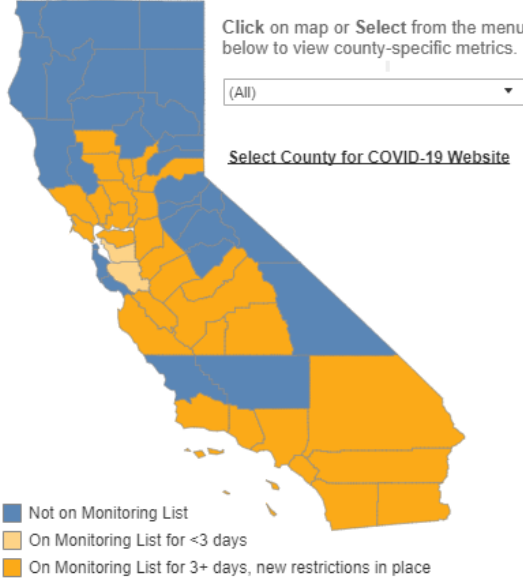 Click on map or Select from the menu
below to view county-specific metrics.
(All)
Select County for COVID-19 Website
Not on Monitoring List
On Monitoring List for <3 days
On Monitoring List for 3+ days, new restrictions in place